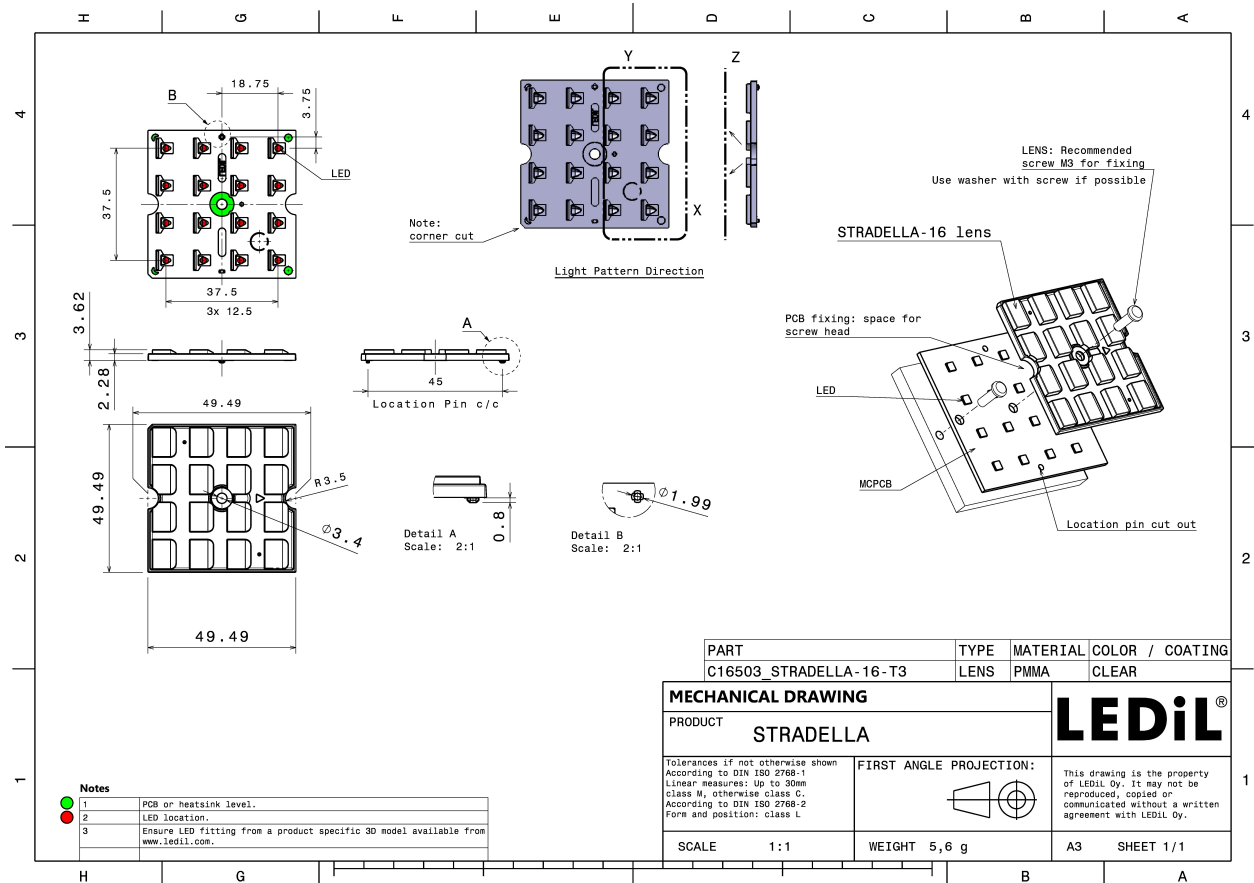 H G F E D C B A
4
4
3
3
2
2
1
1
H G B A
18.75
3.75
B
LED
37.5
37.5
3x 12.5
Y
Z
X
Note:
corner cut
Light Pattern Direction
LENS: Recommended
screw M3 for fixing
Use washer with screw if possible
STRADELLA-16 lens
PCB fixing: space for
screw head
LED
MCPCB
Location pin cut out
3.62
2.28
A
45
Location Pin c/c
49.49
49.49
R3.5
Ø3.4
49.49
Detail A
Scale: 2:1
0.8
Detail B
Scale: 2:1
Ø1.99
PART TYPE MATERIAL COLOR / COATING
C16503_STRADELLA-16-T3 LENS PMMA CLEAR
MECHANICAL DRAWING
PRODUCT
STRADELLA
LEDiL®
Tolerances if not otherwise shown
According to DIN ISO 2768-1
Linear measures: Up to 30mm
class M, otherwise class C.
According to DIN ISO 2768-2
Form and position: class L
FIRST ANGLE PROJECTION:
This drawing is the property
of LEDiL Oy. It may not be
reproduced, copied or
communicated without a written
agreement with LEDiL Oy.
SCALE 1:1
WEIGHT 5,6 g
A3 SHEET 1/1
Notes
1 PCB or heatsink level.
2 LED location.
3 Ensure LED fitting from a product specific 3D model available from
www.ledil.com.